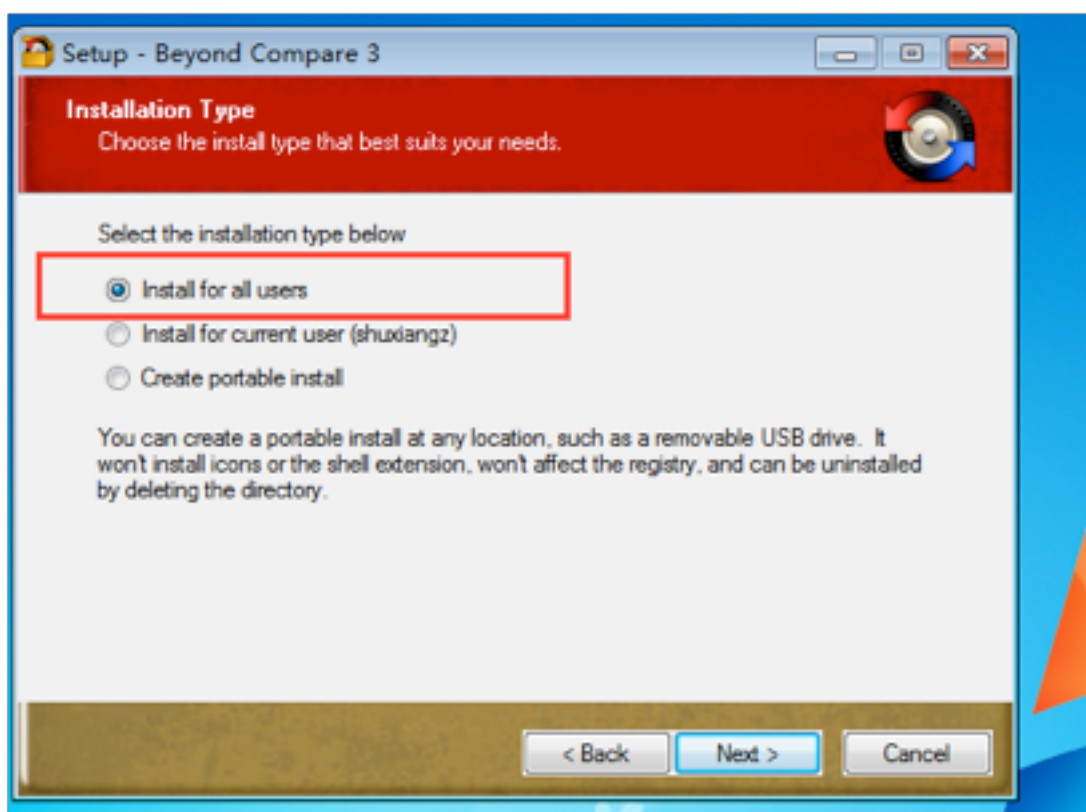 Setup - Beyond Compare 3
Installation Type
Choose the install type that best suits your needs.
Select the installation type below
Install for all users
Install for current user (shuxiangz)
Create portable install
You can create a portable install at any location, such as a removable USB drive. It
won't install icons or the shell extension, won't affect the registry, and can be uninstalled
by deleting the directory.
< Back
Next >
Cancel